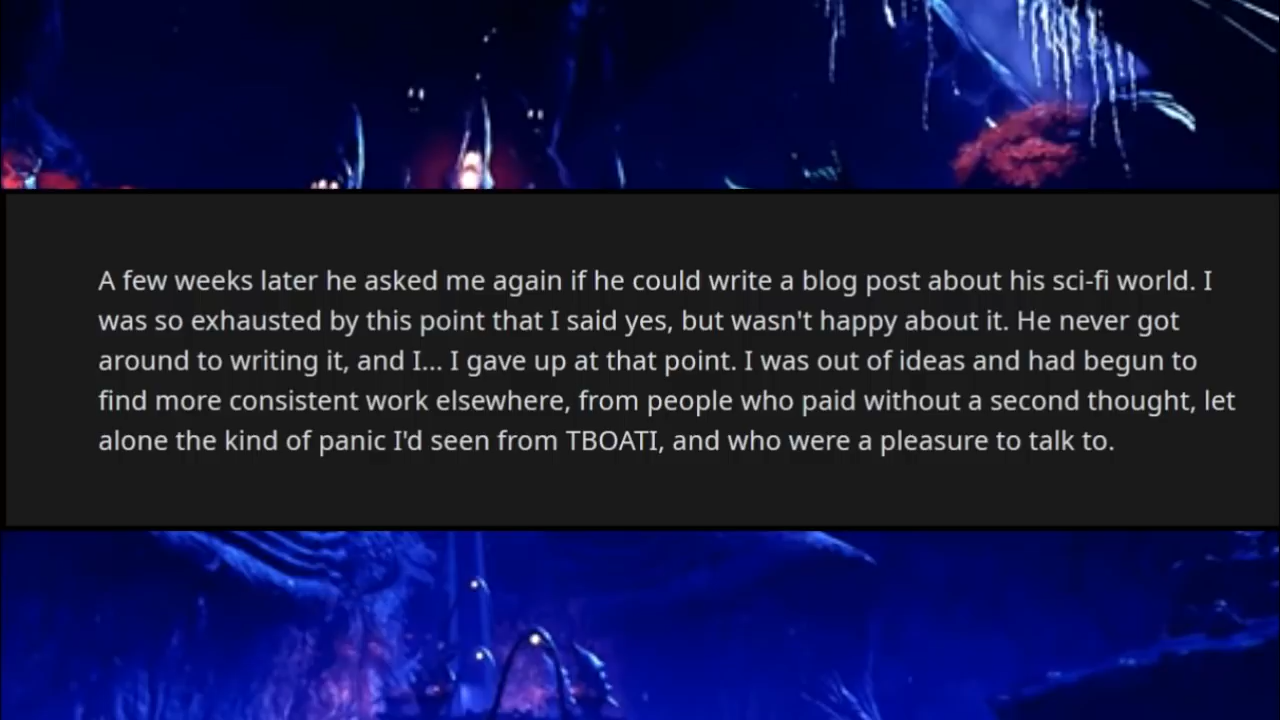 A few weeks later he asked me again if he could write a blog post about his sci-fi world. I
was so exhausted by this point that I said yes, but wasn't happy about it. He never got
around to writing it, and I... I gave up at that point. I was out of ideas and had begun to
find more consistent work elsewhere, from people who paid without a second thought, let
alone the kind of panic I'd seen from TBOATI, and who were a pleasure to talk to.